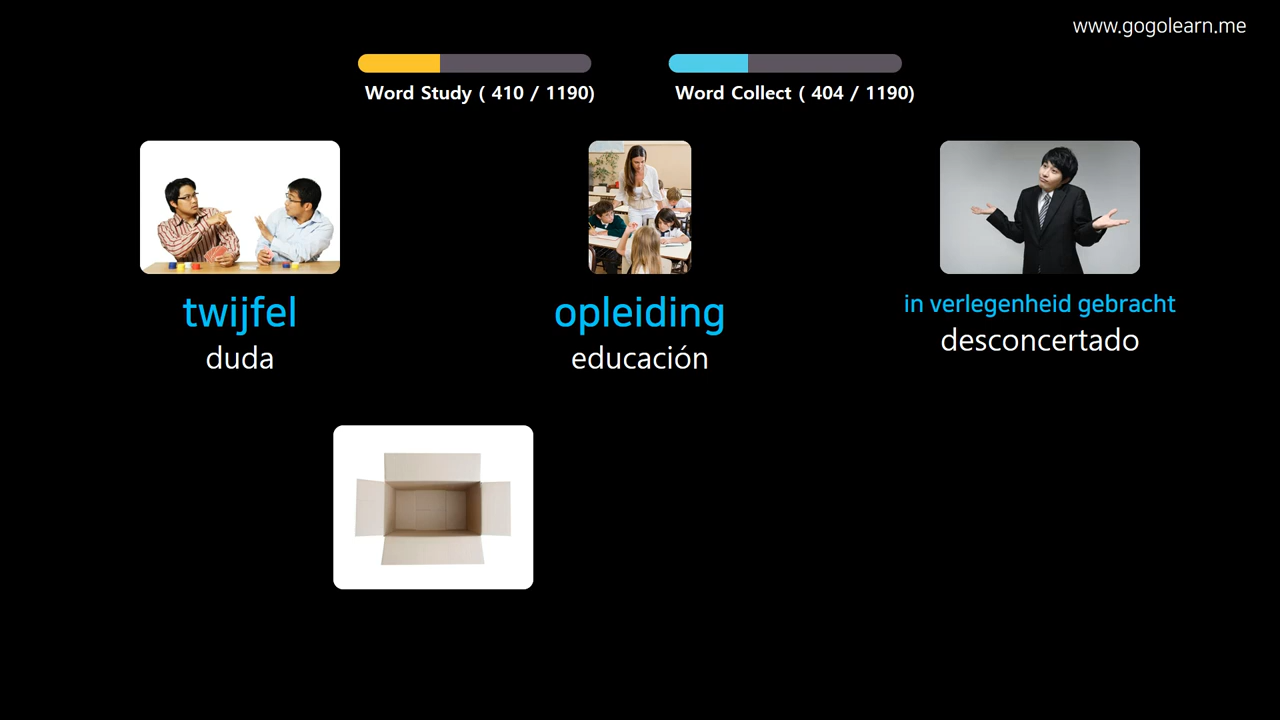 www.gogolearn.me
Word Study ( 410 / 1190)
Word Collect ( 404 / 1190)
twijfel
duda
opleiding
educación
in verlegenheid gebracht
desconcertado